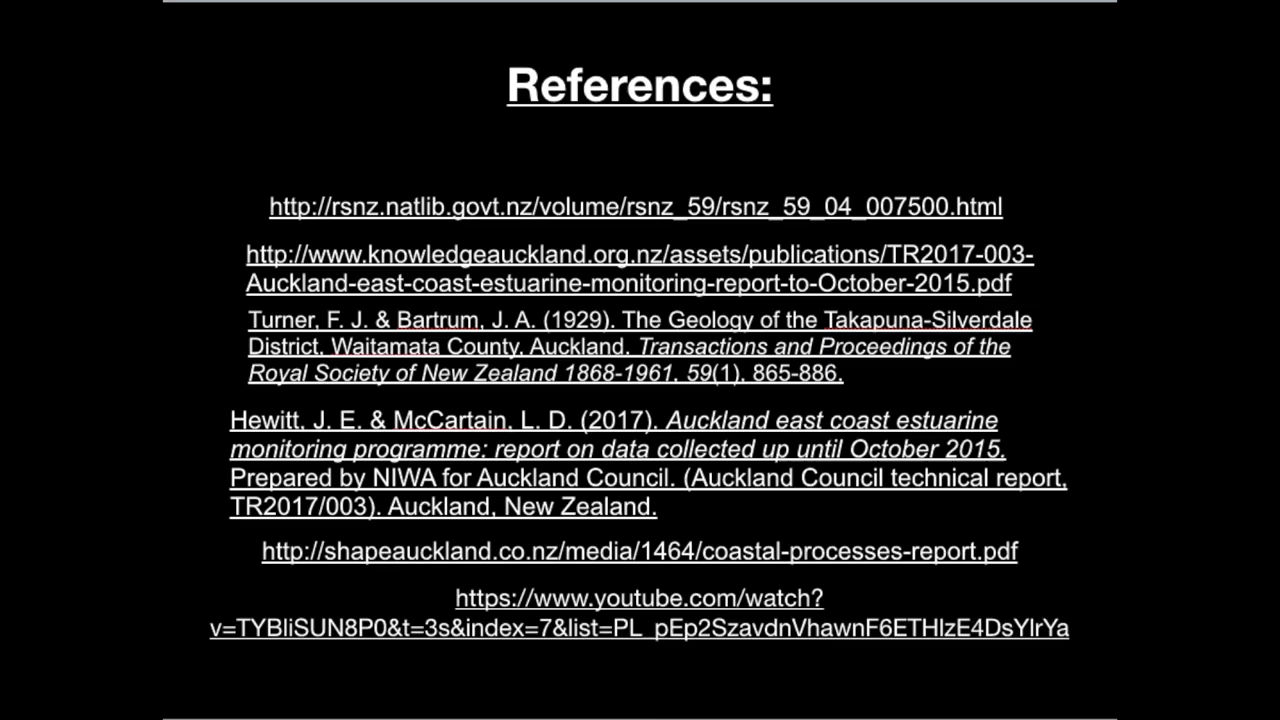 References:
http://rsnz.natlib.govt.nz/volume/rsnz_59/rsnz_59_04_007500.html
http://www.knowledgeauckland.org.nz/assets/publications/TR2017-003-
Auckland-east-coast-estuarine-monitoring-report-to-October-2015.pdf
Turner, F. J. & Bartrum, J. A. (1929). The Geology of the Takapuna-Silverdale
District, Waitamata County, Auckland. Transactions and Proceedings of the
Royal Society of New Zealand 1868-1961, 59(1), 865-886.
Hewitt, J. E. & McCartain, L. D. (2017). Auckland east coast estuarine
monitoring programme: report on data collected up until October 2015.
Prepared by NIWA for Auckland Council. (Auckland Council technical report,
TR2017/003). Auckland, New Zealand.
http://shapeauckland.co.nz/media/1464/coastal-processes-report.pdf
https://www.youtube.com/watch?
v=TYBliSUN8P0&t=3s&index=7&list=PL_pEp2SzavdnVhawnF6ETHlzE4DsYlrYa